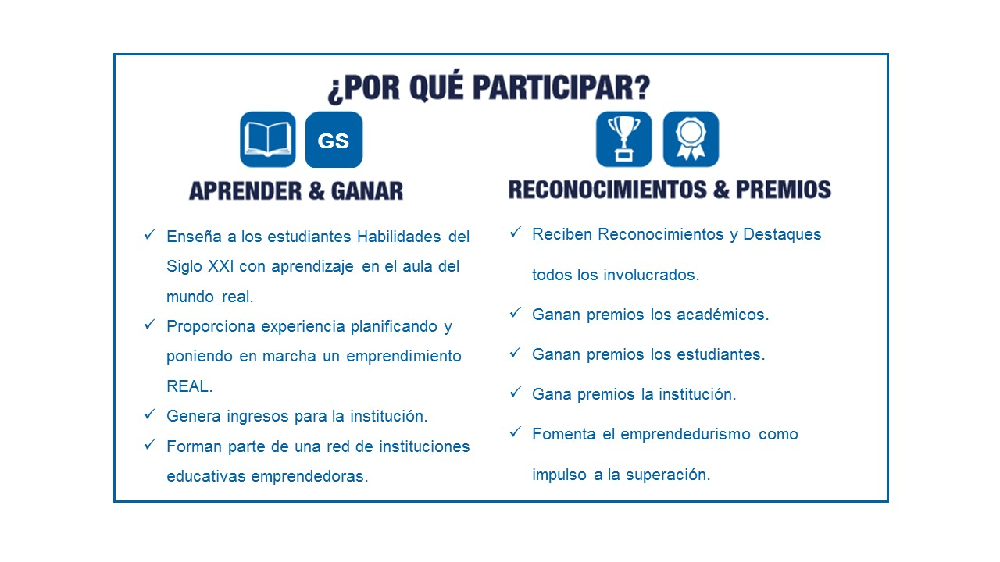 ¿POR QUÉ PARTICIPAR?
GS
APRENDER & GANAR
✓ Enseña a los estudiantes Habilidades del
Siglo XXI con aprendizaje en el aula del
mundo real.
✓ Proporciona experiencia planificando y
poniendo en marcha un emprendimiento
REAL.
✓ Genera ingresos para la institución.
✓ Forman parte de una red de instituciones
educativas emprendedoras.
RECONOCIMIENTOS & PREMIOS
✓ Reciben Reconocimientos y Destaques
todos los involucrados.
✓ Ganan premios los académicos.
✓ Ganan premios los estudiantes.
✓ Gana premios la institución.
✓ Fomenta el emprendedurismo como
impulso a la superación.